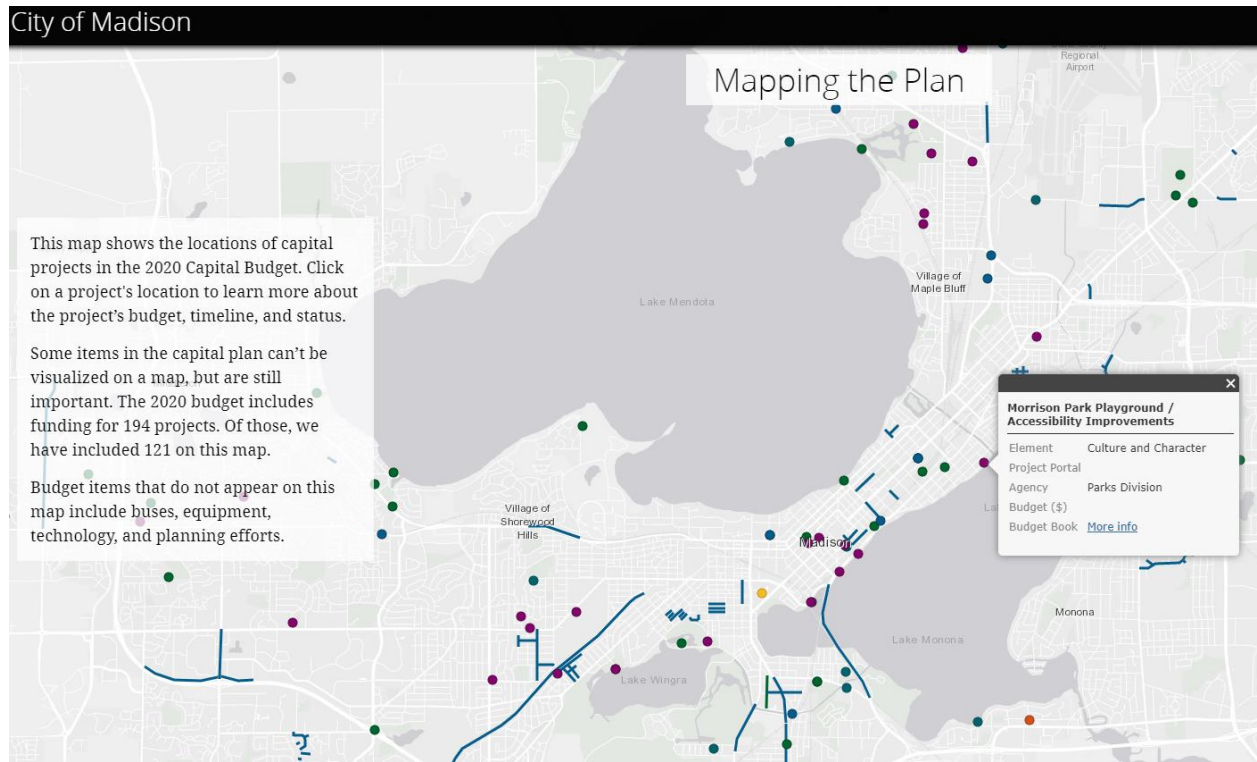 City of Madison
Mapping the Plan
Regional
Airport
This map shows the locations of capital
projects in the 2020 Capital Budget. Click
on a project's location to learn more about
the project’s budget, timeline, and status.
Some items in the capital plan can’t be
visualized on a map, but are still
important. The 2020 budget includes
funding for 194 projects. Of those, we
have included 121 on this map.
Budget items that do not appear on this
map include buses, equipment,
technology, and planning efforts.
Lake Mendota
Village of
Maple Bluff
Morrison Park Playground /
Accessibility Improvements
Element Culture and Character
Project Portal
Agency Parks Division
Budget ($)
Budget Book More info
Village of
Shorewood
Hills
Madison
Monona
Lake Monona
Lake Wingra